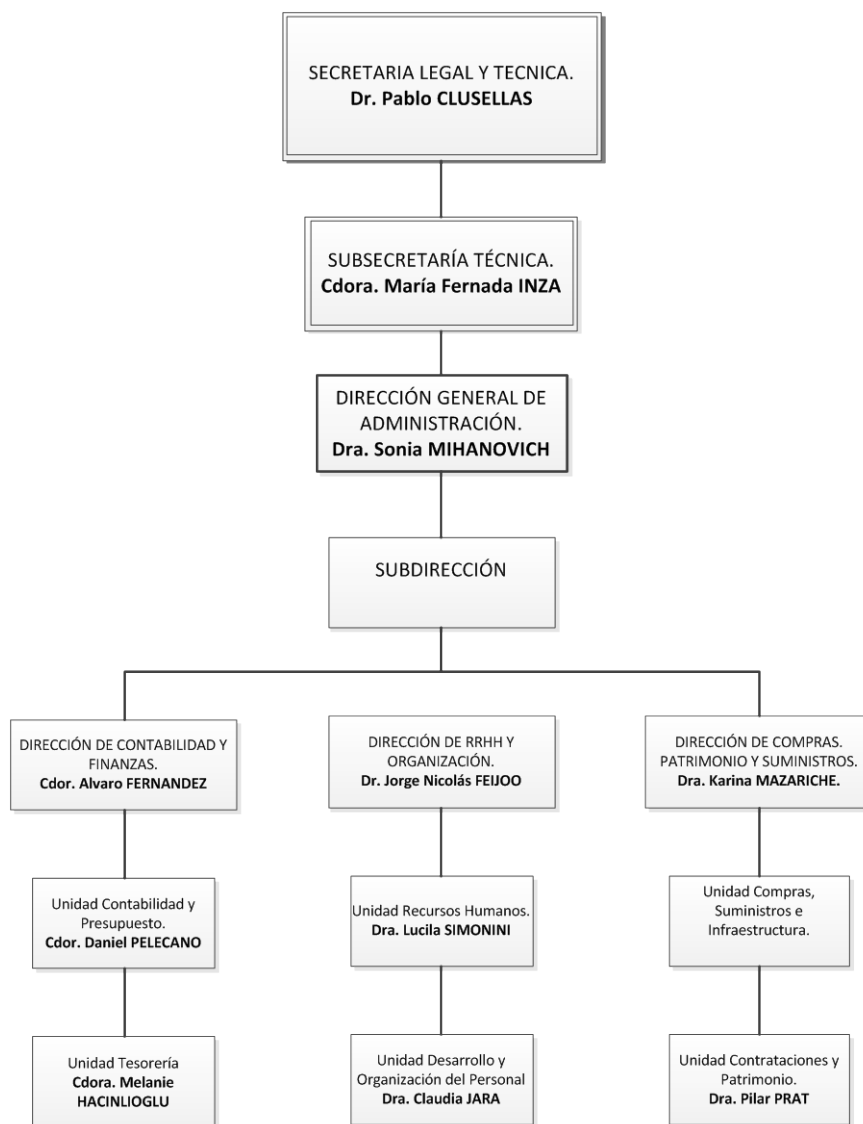 SECRETARIA LEGAL Y TECNICA.
Dr. Pablo CLUSELLAS
SUBSECRETARÍA TÉCNICA.
Cdora. María Fernada INZA
DIRECCIÓN GENERAL DE
ADMINISTRACIÓN.
Dra. Sonia MIHANOVICH
SUBDIRECCIÓN
DIRECCIÓN DE CONTABILIDAD Y
FINANZAS.
Cdor. Alvaro FERNANDEZ
DIRECCIÓN DE RRHH Y
ORGANIZACIÓN.
Dr. Jorge Nicolás FEIJOO
DIRECCIÓN DE COMPRAS.
PATRIMONIO Y SUMINISTROS.
Dra. Karina MAZARICHE.
Unidad Contabilidad y
Presupuesto.
Cdor. Daniel PELECANO
Unidad Recursos Humanos.
Dra. Lucila SIMONINI
Unidad Compras,
Suministros e
Infraestructura.
Unidad Tesorería
Cdora. Melanie
HACINLIOGLU
Unidad Desarrollo y
Organización del Personal
Dra. Claudia JARA
Unidad Contrataciones y
Patrimonio.
Dra. Pilar PRAT